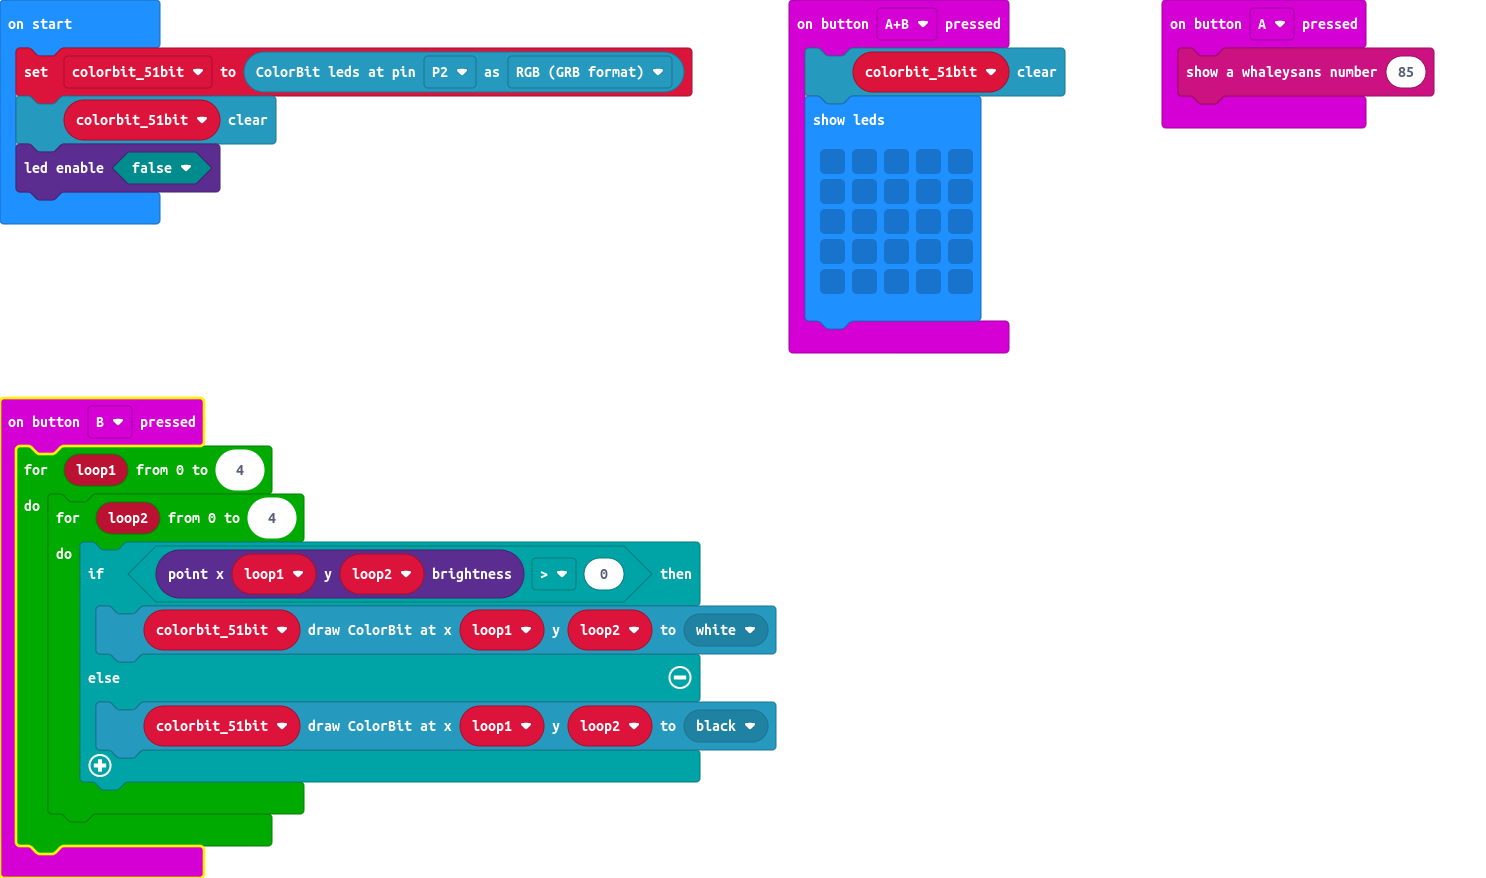 on start
set colorbit_51bit to ColorBit leds at pin P2 as RGB (GRB format)
colorbit_51bit clear
led enable false
on button A+B pressed
colorbit_51bit clear
show leds
on button A pressed
show a whaleysans number 85
on button B pressed
for loop1 from 0 to 4
do
for loop2 from 0 to 4
do
if point x loop1 y loop2 brightness > 0 then
colorbit_51bit draw ColorBit at x loop1 y loop2 to white
else
colorbit_51bit draw ColorBit at x loop1 y loop2 to black